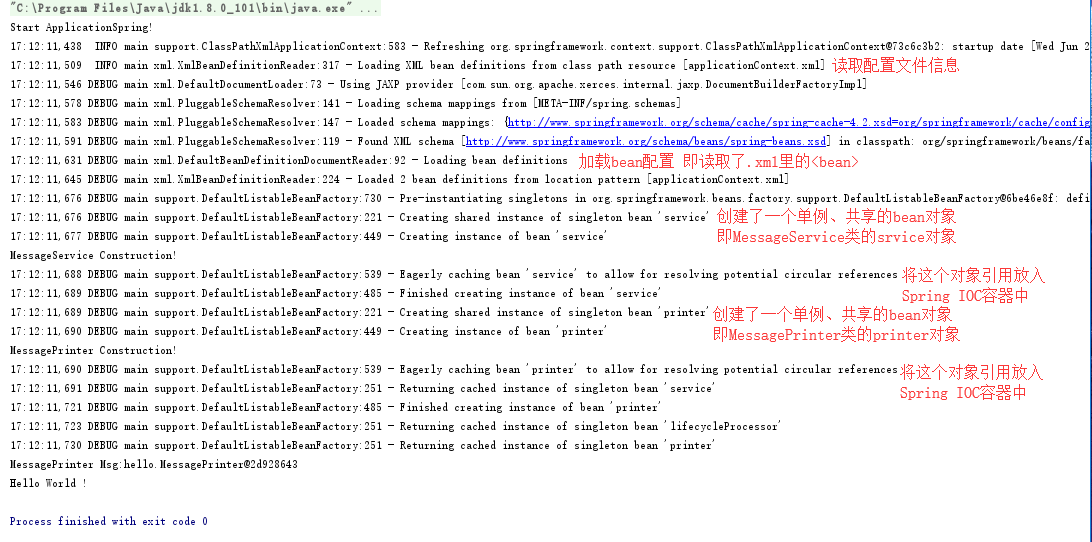 "C:\Program Files\Java\jdk1.8.0_101\bin\java.exe" ...
Start ApplicationSpring!
17:12:11,438  INFO main support.ClassPathXmlApplicationContext:583 - Refreshing org.springframework.context.support.ClassPathXmlApplicationContext@73c6c3b2: startup date [Wed Jun 2
17:12:11,509  INFO main xml.XmlBeanDefinitionReader:317 - Loading XML bean definitions from class path resource [applicationContext.xml] 读取配置文件信息
17:12:11,546 DEBUG main xml.DefaultDocumentLoader:73 - Using JAXP provider [com.sun.org.apache.xerces.internal.jaxp.DocumentBuilderFactoryImpl]
17:12:11,578 DEBUG main xml.PluggableSchemaResolver:141 - Loading schema mappings from [META-INF/spring.schemas]
17:12:11,583 DEBUG main xml.PluggableSchemaResolver:147 - Loaded schema mappings: {http://www.springframework.org/schema/cache/spring-cache-4.2.xsd=org/springframework/cache/config
17:12:11,591 DEBUG main xml.PluggableSchemaResolver:119 - Found XML schema [http://www.springframework.org/schema/beans/spring-beans.xsd] in classpath: org/springframework/beans/fa
17:12:11,631 DEBUG main xml.DefaultBeanDefinitionDocumentReader:92 - Loading bean definitions 加载bean配置 即读取了.xml里的<bean>
17:12:11,645 DEBUG main xml.XmlBeanDefinitionReader:224 - Loaded 2 bean definitions from location pattern [applicationContext.xml]
17:12:11,676 DEBUG main support.DefaultListableBeanFactory:730 - Pre-instantiating singletons in org.springframework.beans.factory.support.DefaultListableBeanFactory@6be46e8f: defi
17:12:11,676 DEBUG main support.DefaultListableBeanFactory:221 - Creating shared instance of singleton bean 'service' 创建了一个单例、共享的bean对象
17:12:11,677 DEBUG main support.DefaultListableBeanFactory:449 - Creating instance of bean 'service' 即MessageService类的srvice对象
MessageService Construction!
17:12:11,688 DEBUG main support.DefaultListableBeanFactory:539 - Eagerly caching bean 'service' to allow for resolving potential circular references 将这个对象引用放入
17:12:11,689 DEBUG main support.DefaultListableBeanFactory:485 - Finished creating instance of bean 'service' Spring IOC容器中
17:12:11,689 DEBUG main support.DefaultListableBeanFactory:221 - Creating shared instance of singleton bean 'printer' 创建了一个单例、共享的bean对象
17:12:11,690 DEBUG main support.DefaultListableBeanFactory:449 - Creating instance of bean 'printer' 即MessagePrinter类的printer对象
MessagePrinter Construction!
17:12:11,690 DEBUG main support.DefaultListableBeanFactory:539 - Eagerly caching bean 'printer' to allow for resolving potential circular references 将这个对象引用放入
17:12:11,691 DEBUG main support.DefaultListableBeanFactory:251 - Returning cached instance of singleton bean 'service' Spring IOC容器中
17:12:11,721 DEBUG main support.DefaultListableBeanFactory:485 - Finished creating instance of bean 'printer'
17:12:11,723 DEBUG main support.DefaultListableBeanFactory:251 - Returning cached instance of singleton bean 'lifecycleProcessor'
17:12:11,730 DEBUG main support.DefaultListableBeanFactory:251 - Returning cached instance of singleton bean 'printer'
MessagePrinter Msg:hello.MessagePrinter@2d928643
Hello World !
Process finished with exit code 0